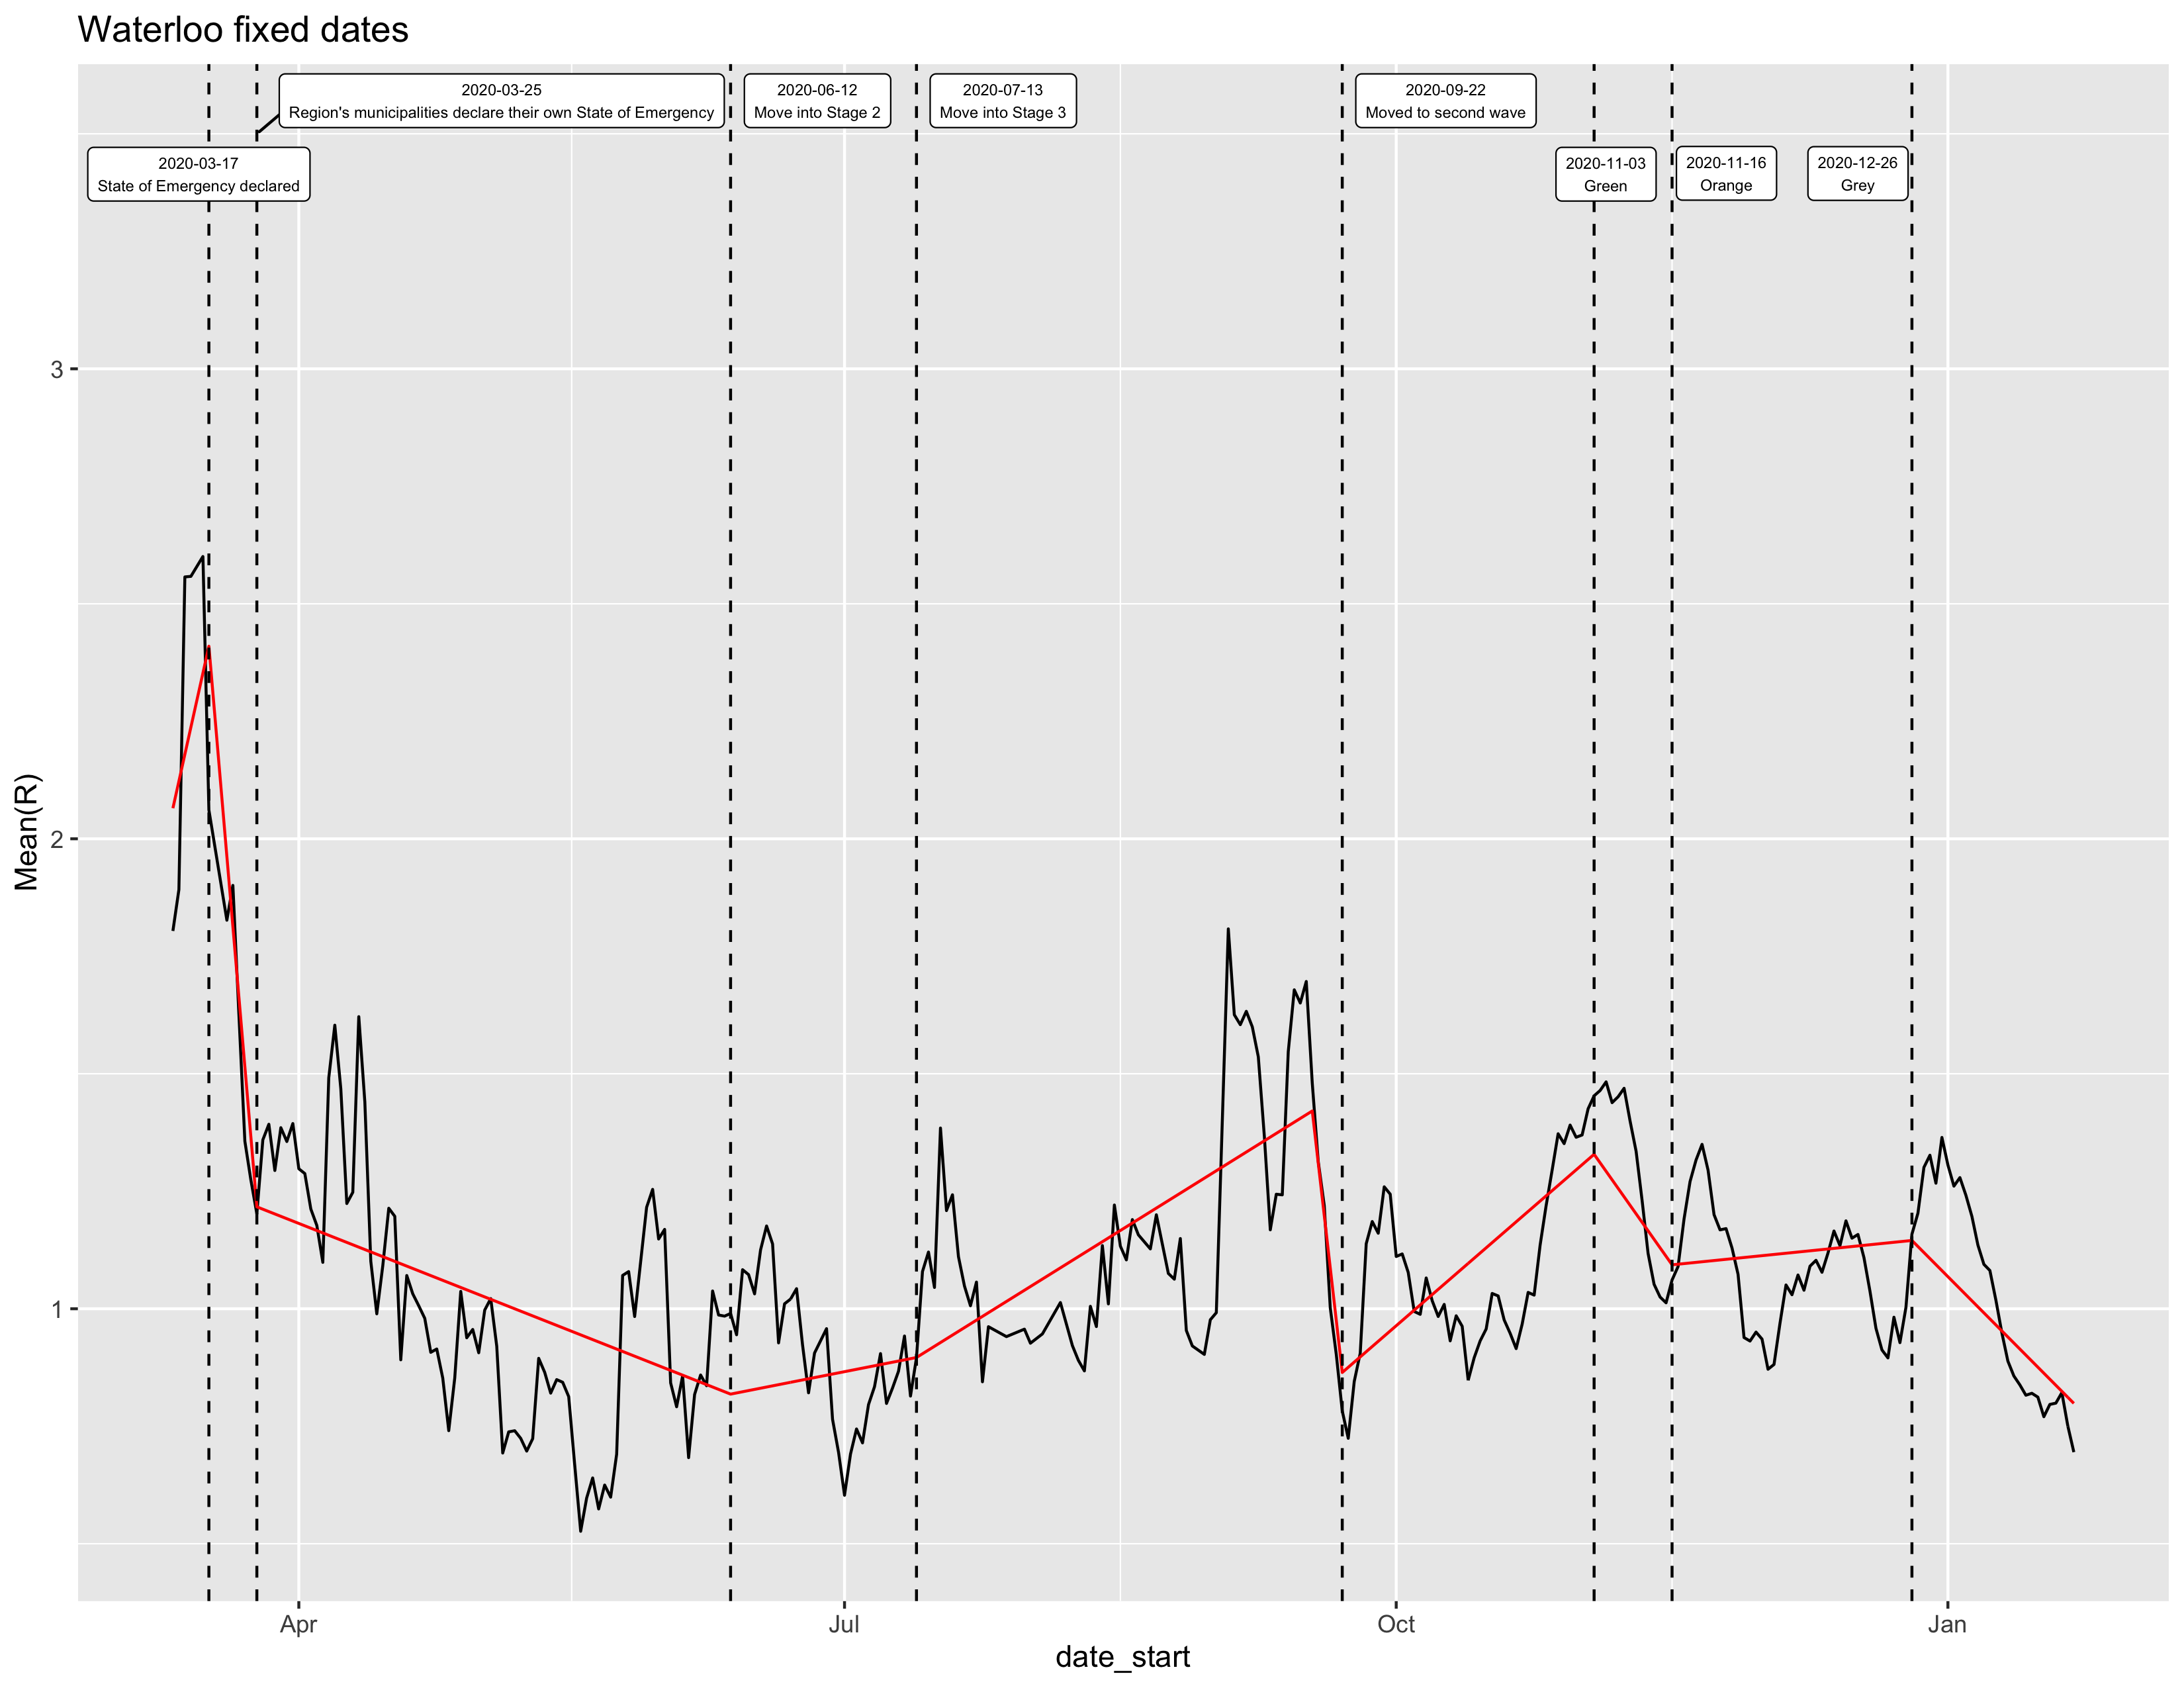 Waterloo fixed dates
2020-03-25
Region's municipalities declare their own State of Emergency
2020-06-12
Move into Stage 2
2020-07-13
Move into Stage 3
2020-09-22
Moved to second wave
2020-03-17
State of Emergency declared
2020-11-03
Green
2020-11-16
Orange
2020-12-26
Grey
3
2
1
Mean(R)
Apr
Jul
Oct
Jan
date_start